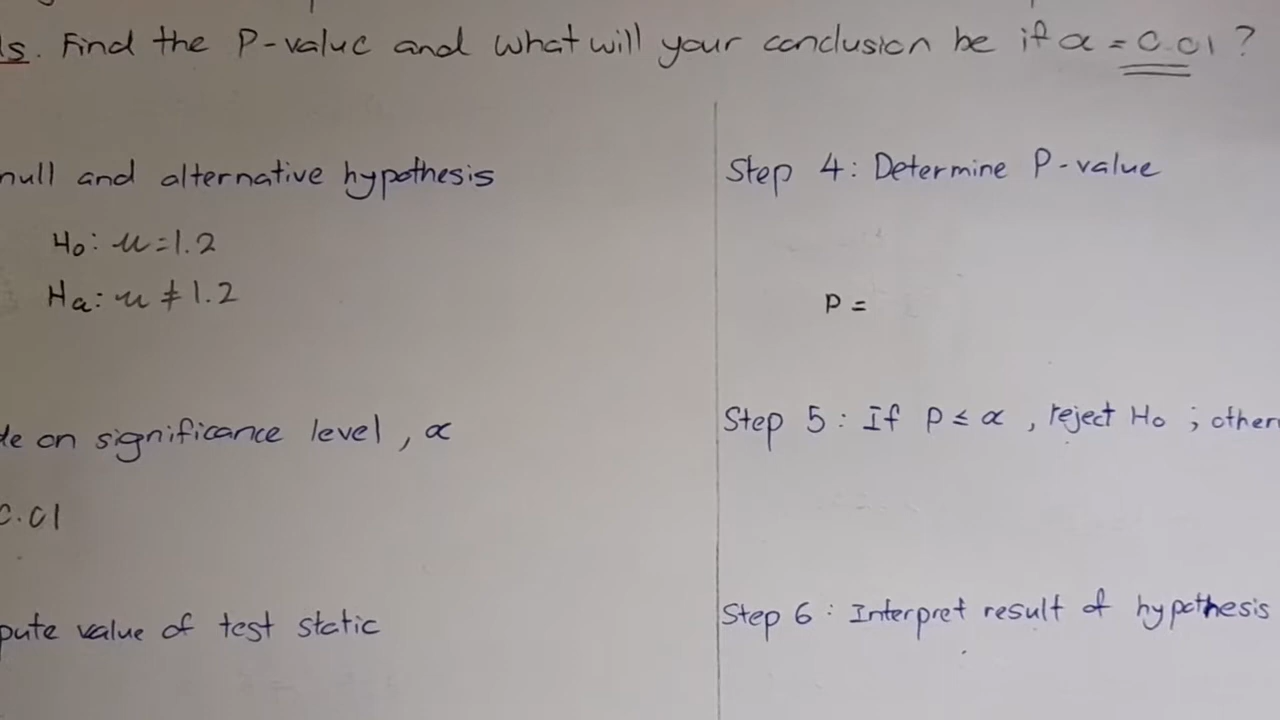 ls. Find the P-value and what will your conclusion be if α = 0.01 ?
null and alternative hypothesis
H₀: μ = 1.2
Hₐ: μ ≠ 1.2
de on significance level, α
0.01
pute value of test static
Step 4: Determine P-value
P =
Step 5: If P ≤ α, reject H₀; other
Step 6: Interpret result of hypothesis